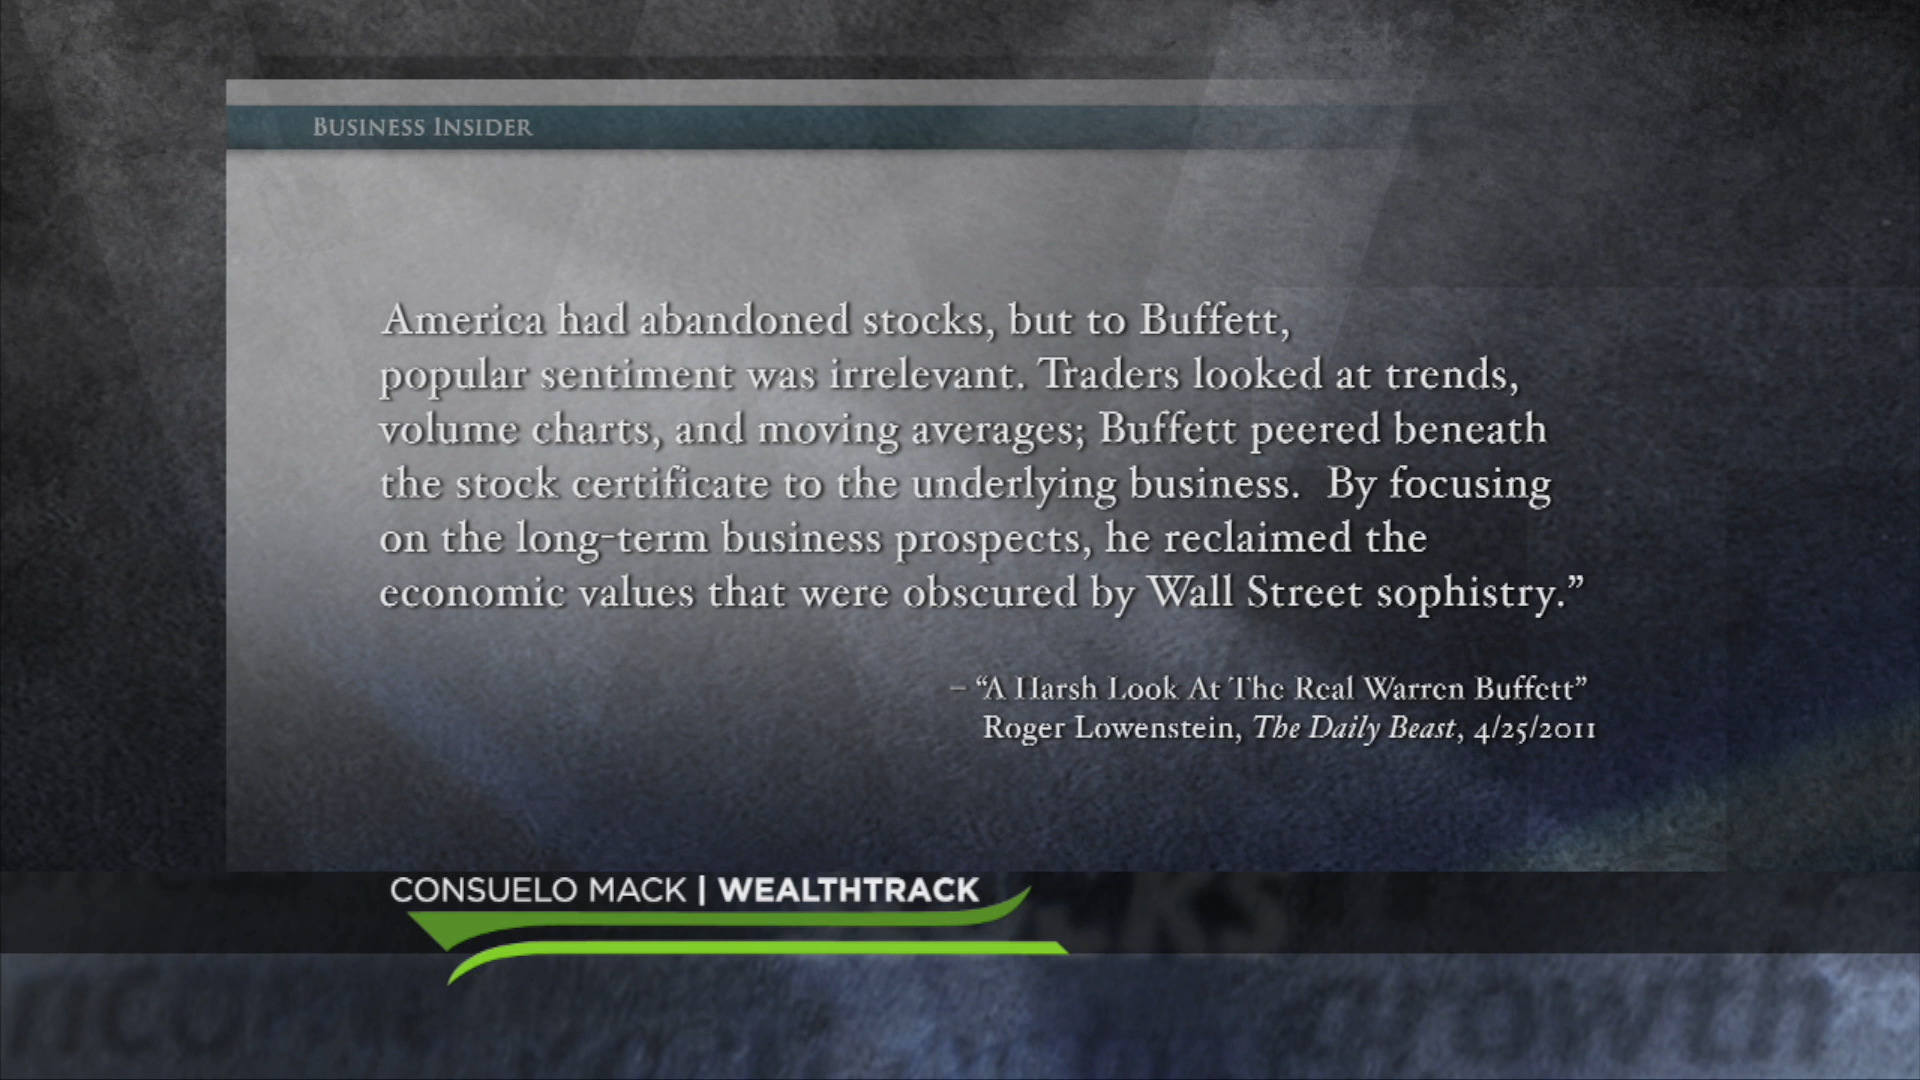 BUSINESS INSIDER
America had abandoned stocks, but to Buffett,
popular sentiment was irrelevant. Traders looked at trends,
volume charts, and moving averages; Buffett peered beneath
the stock certificate to the underlying business.  By focusing
on the long-term business prospects, he reclaimed the
economic values that were obscured by Wall Street sophistry.”
– “A Harsh Look At The Real Warren Buffett”
Roger Lowenstein, The Daily Beast, 4/25/2011
CONSUELO MACK | WEALTHTRACK
growth